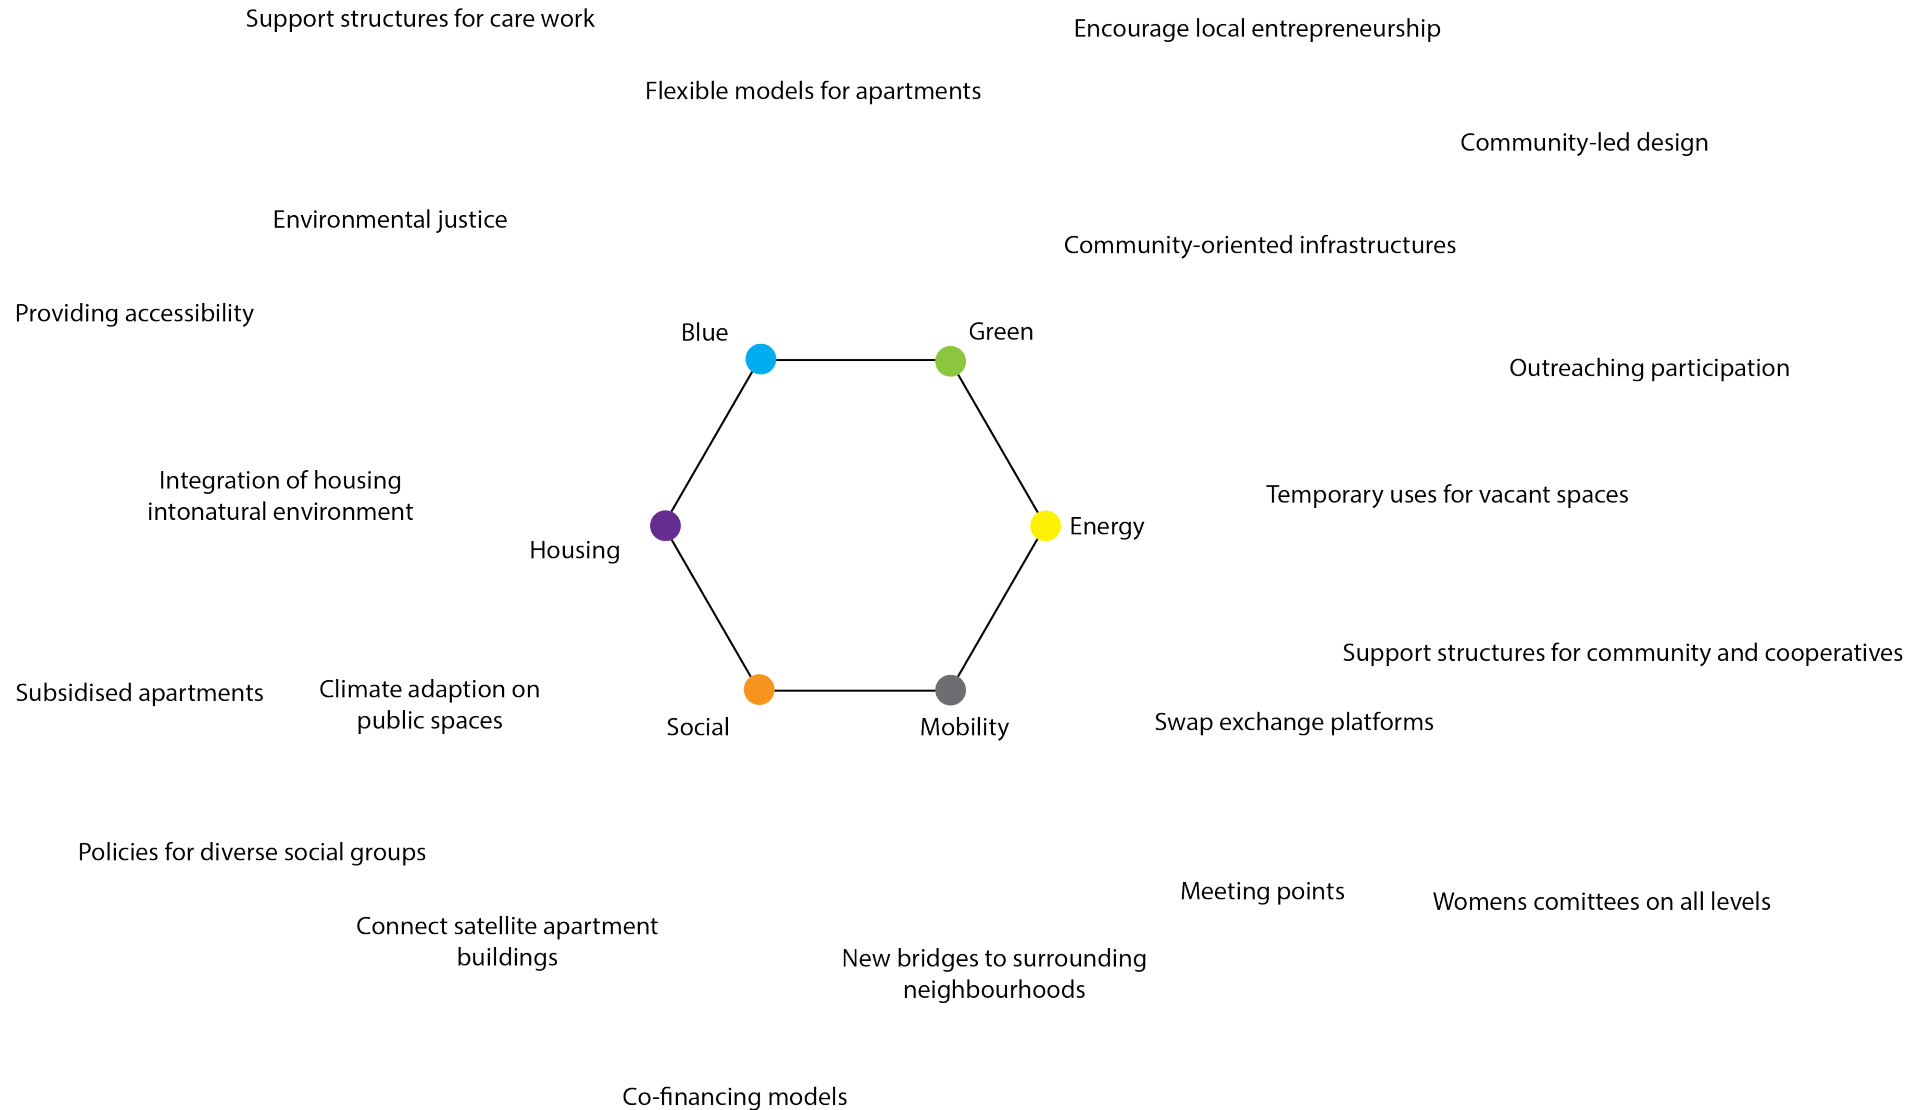 Support structures for care work
Encourage local entrepreneurship
Flexible models for apartments
Community-led design
Environmental justice
Community-oriented infrastructures
Providing accessibility
Blue
Green
Outreaching participation
Integration of housing
intonatural environment
Temporary uses for vacant spaces
Housing
Energy
Support structures for community and cooperatives
Subsidised apartments
Climate adaption on
public spaces
Social
Mobility
Swap exchange platforms
Policies for diverse social groups
Meeting points
Womens comittees on all levels
Connect satellite apartment
buildings
New bridges to surrounding
neighbourhoods
Co-financing models